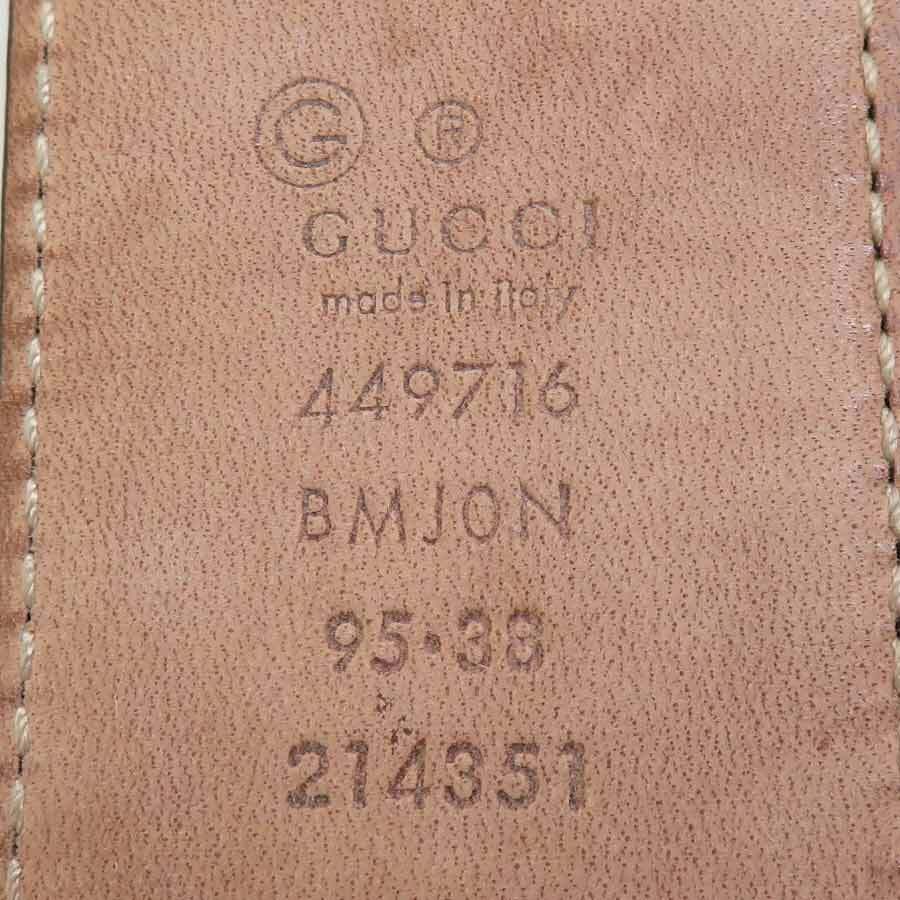 G ®
GUCCI
made in italy
449716
BMJ0N
95·38
214351